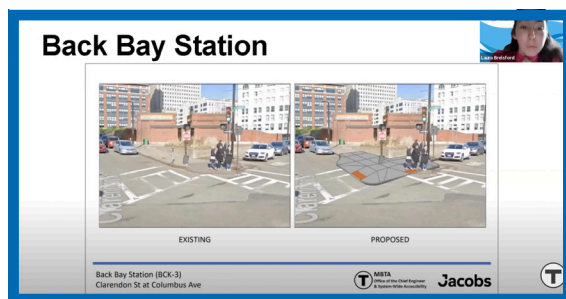 Back Bay Station
Laura Brelsford
EXISTING
PROPOSED
Back Bay Station (BCK-3)
Clarendon St at Columbus Ave
T
MBTA
Office of the Chief Engineer
& System-Wide Accessibility
Jacobs
T